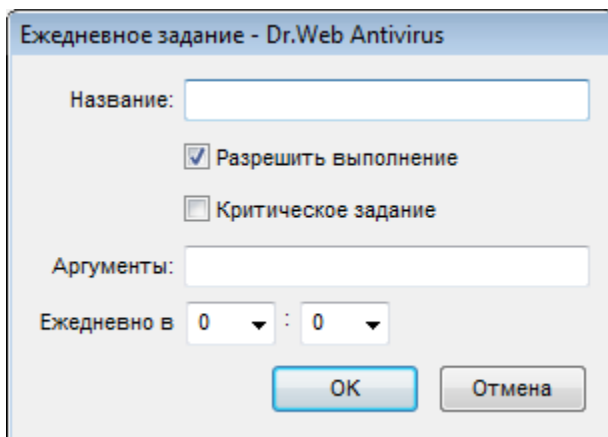 Ежедневное задание - Dr.Web Antivirus
Название:
Разрешить выполнение
Критическое задание
Аргументы:
Ежедневно в 0 : 0
OK Отмена